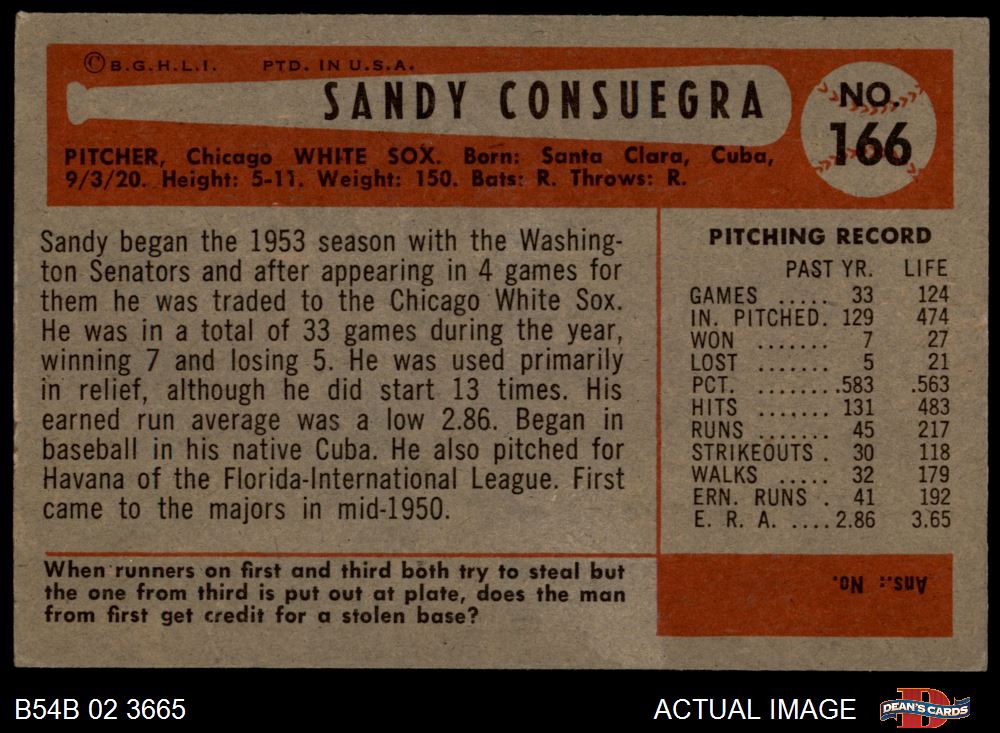 ©B.G.H.L.I. PTD. IN U.S.A.
SANDY CONSUEGRA
NO.
166
PITCHER, Chicago WHITE SOX. Born: Santa Clara, Cuba,
9/3/20. Height: 5-11. Weight: 150. Bats: R. Throws: R.
Sandy began the 1953 season with the Washing-
ton Senators and after appearing in 4 games for
them he was traded to the Chicago White Sox.
He was in a total of 33 games during the year,
winning 7 and losing 5. He was used primarily
in relief, although he did start 13 times. His
earned run average was a low 2.86. Began in
baseball in his native Cuba. He also pitched for
Havana of the Florida-International League. First
came to the majors in mid-1950.
PITCHING RECORD
PAST YR. LIFE
GAMES ..... 33 124
IN. PITCHED. 129 474
WON ....... 7 27
LOST ....... 5 21
PCT. ........583 .563
HITS ....... 131 483
RUNS ....... 45 217
STRIKEOUTS . 30 118
WALKS ..... 32 179
ERN. RUNS . 41 192
E. R. A. ....2.86 3.65
When runners on first and third both try to steal but
the one from third is put out at plate, does the man
from first get credit for a stolen base?
Ans.: No.
B54B 02 3665
ACTUAL IMAGE
DEAN'S CARDS